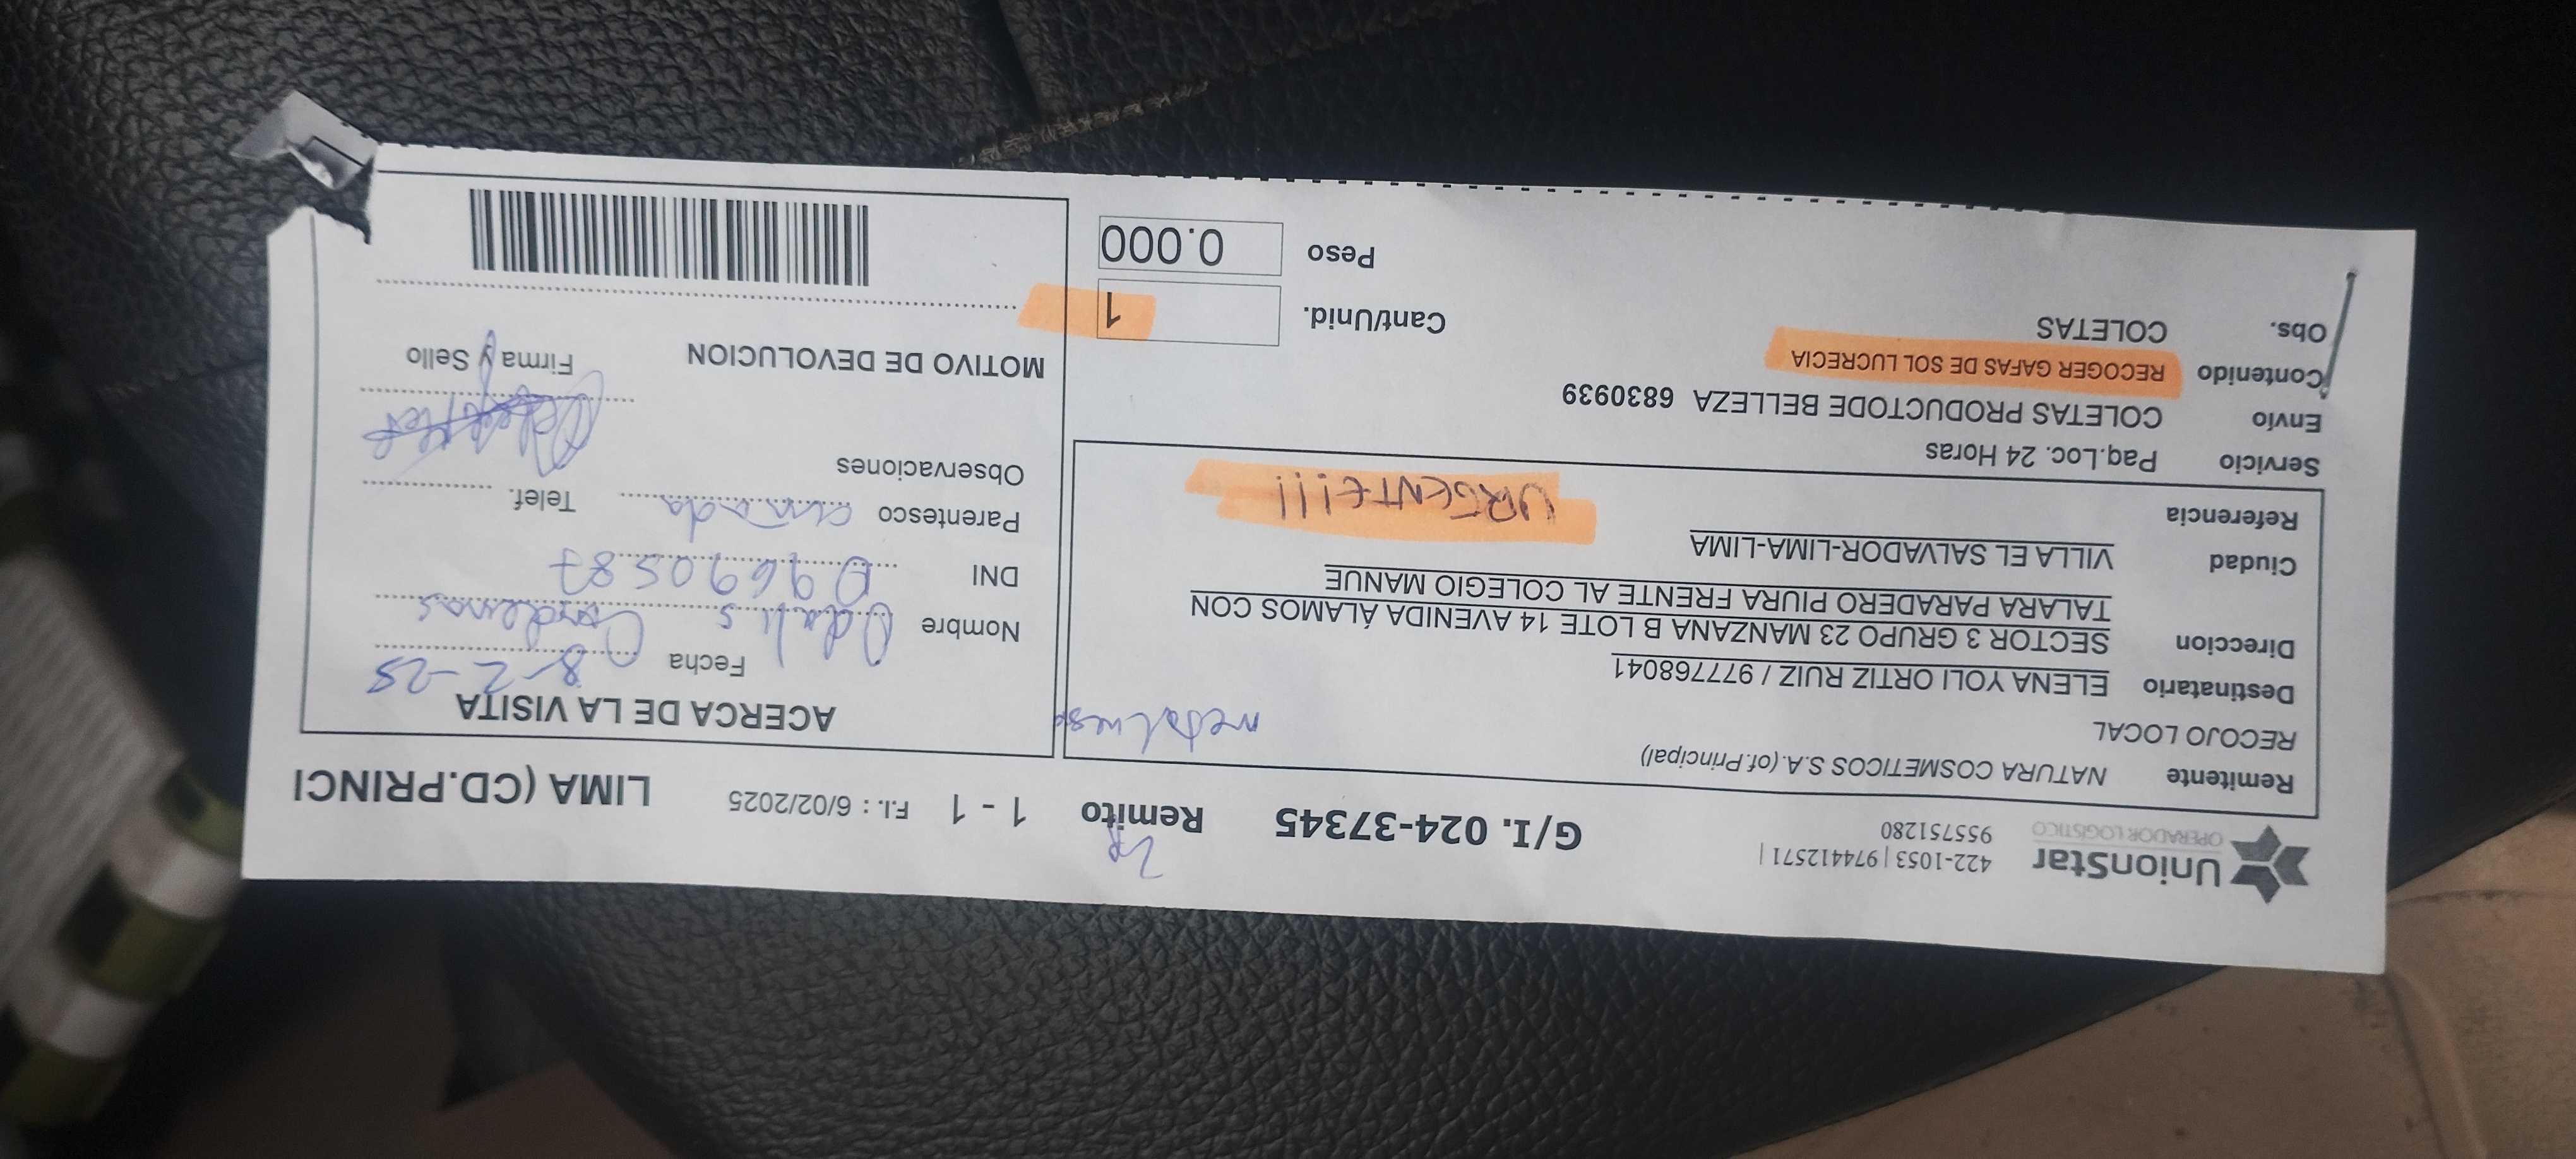 UnionStar
OPERADOR LOGISTICO
422-1053 | 974412571 |
955751280
G/I. 024-37345
Remito 1 - 1
F.I. : 6/02/2025
LIMA (CD.PRINCI
Remitente NATURA COSMETICOS S.A.(of.Principal)
RECOJO LOCAL
Destinatario ELENA YOLI ORTIZ RUIZ / 977768041
Direccion SECTOR 3 GRUPO 23 MANZANA B LOTE 14 AVENIDA ÁLAMOS CON
TALARA PARADERO PIURA FRENTE AL COLEGIO MANUE
Ciudad VILLA EL SALVADOR-LIMA-LIMA
Referencia URGENTE!!!
Servicio Paq.Loc. 24 Horas
Envío COLETAS PRODUCTODE BELLEZA 6830939
Contenido RECOGER GAFAS DE SOL LUCRECIA
Obs. COLETAS
Cant/Unid. 1
Peso 0.000
ACERCA DE LA VISITA
Fecha 8-2-25
Nombre Odalis Cardenas
DNI 09690587
Parentesco Telef.
Observaciones
Firma y Sello
MOTIVO DE DEVOLUCION